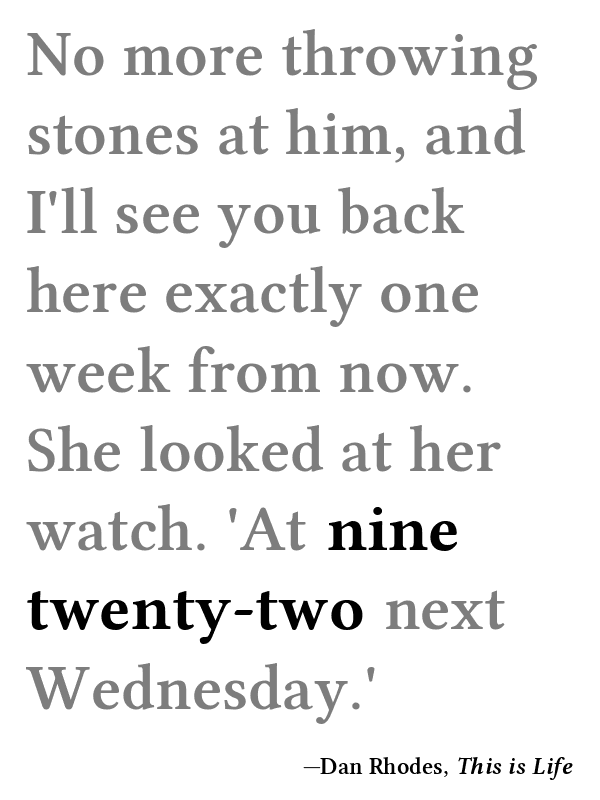 No more throwing
stones at him, and
I'll see you back
here exactly one
week from now.
She looked at her
watch. 'At nine
twenty-two next
Wednesday.'
—Dan Rhodes, This is Life